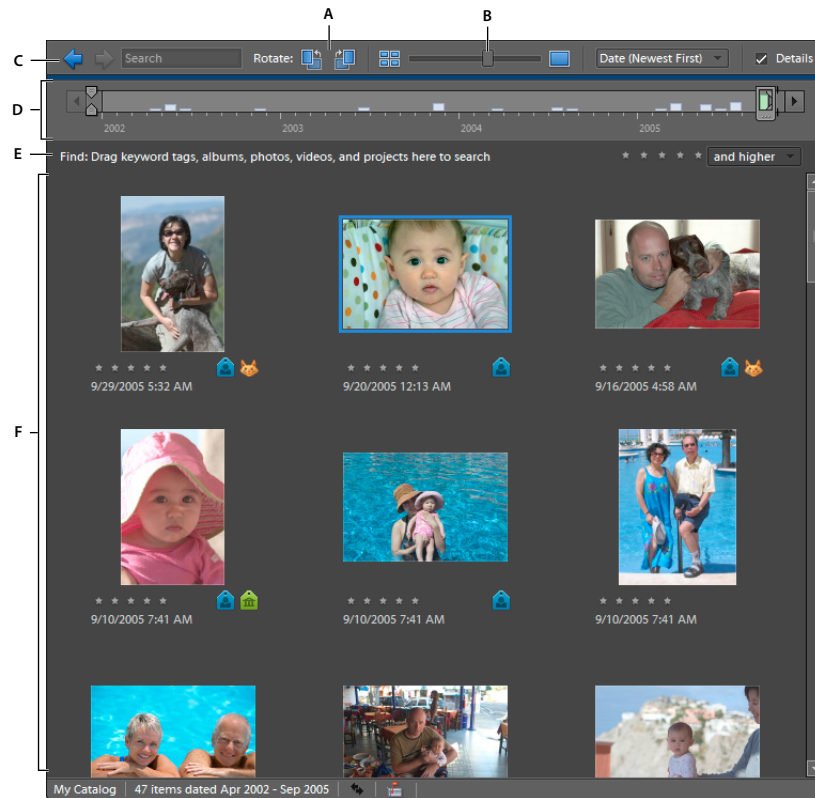 A
B
C
Search
Rotate:
Date (Newest First)
Details
D
2002
2003
2004
2005
E
Find: Drag keyword tags, albums, photos, videos, and projects here to search
and higher
F
9/29/2005 5:32 AM
9/20/2005 12:13 AM
9/16/2005 4:58 AM
9/10/2005 7:41 AM
9/10/2005 7:41 AM
9/10/2005 7:41 AM
My Catalog
47 items dated Apr 2002 - Sep 2005